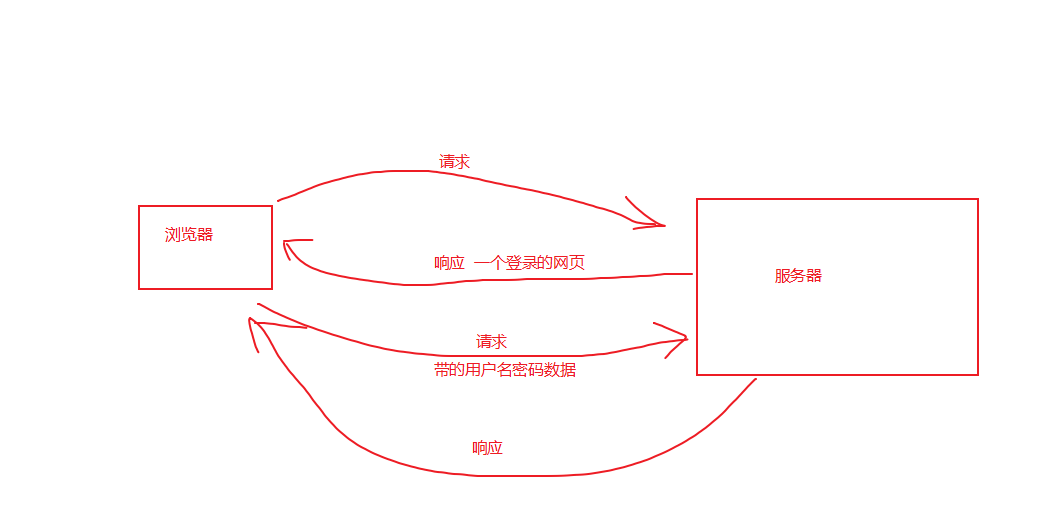 请求
浏览器
响应 一个登录的网页
服务器
请求
带的用户名密码数据
响应